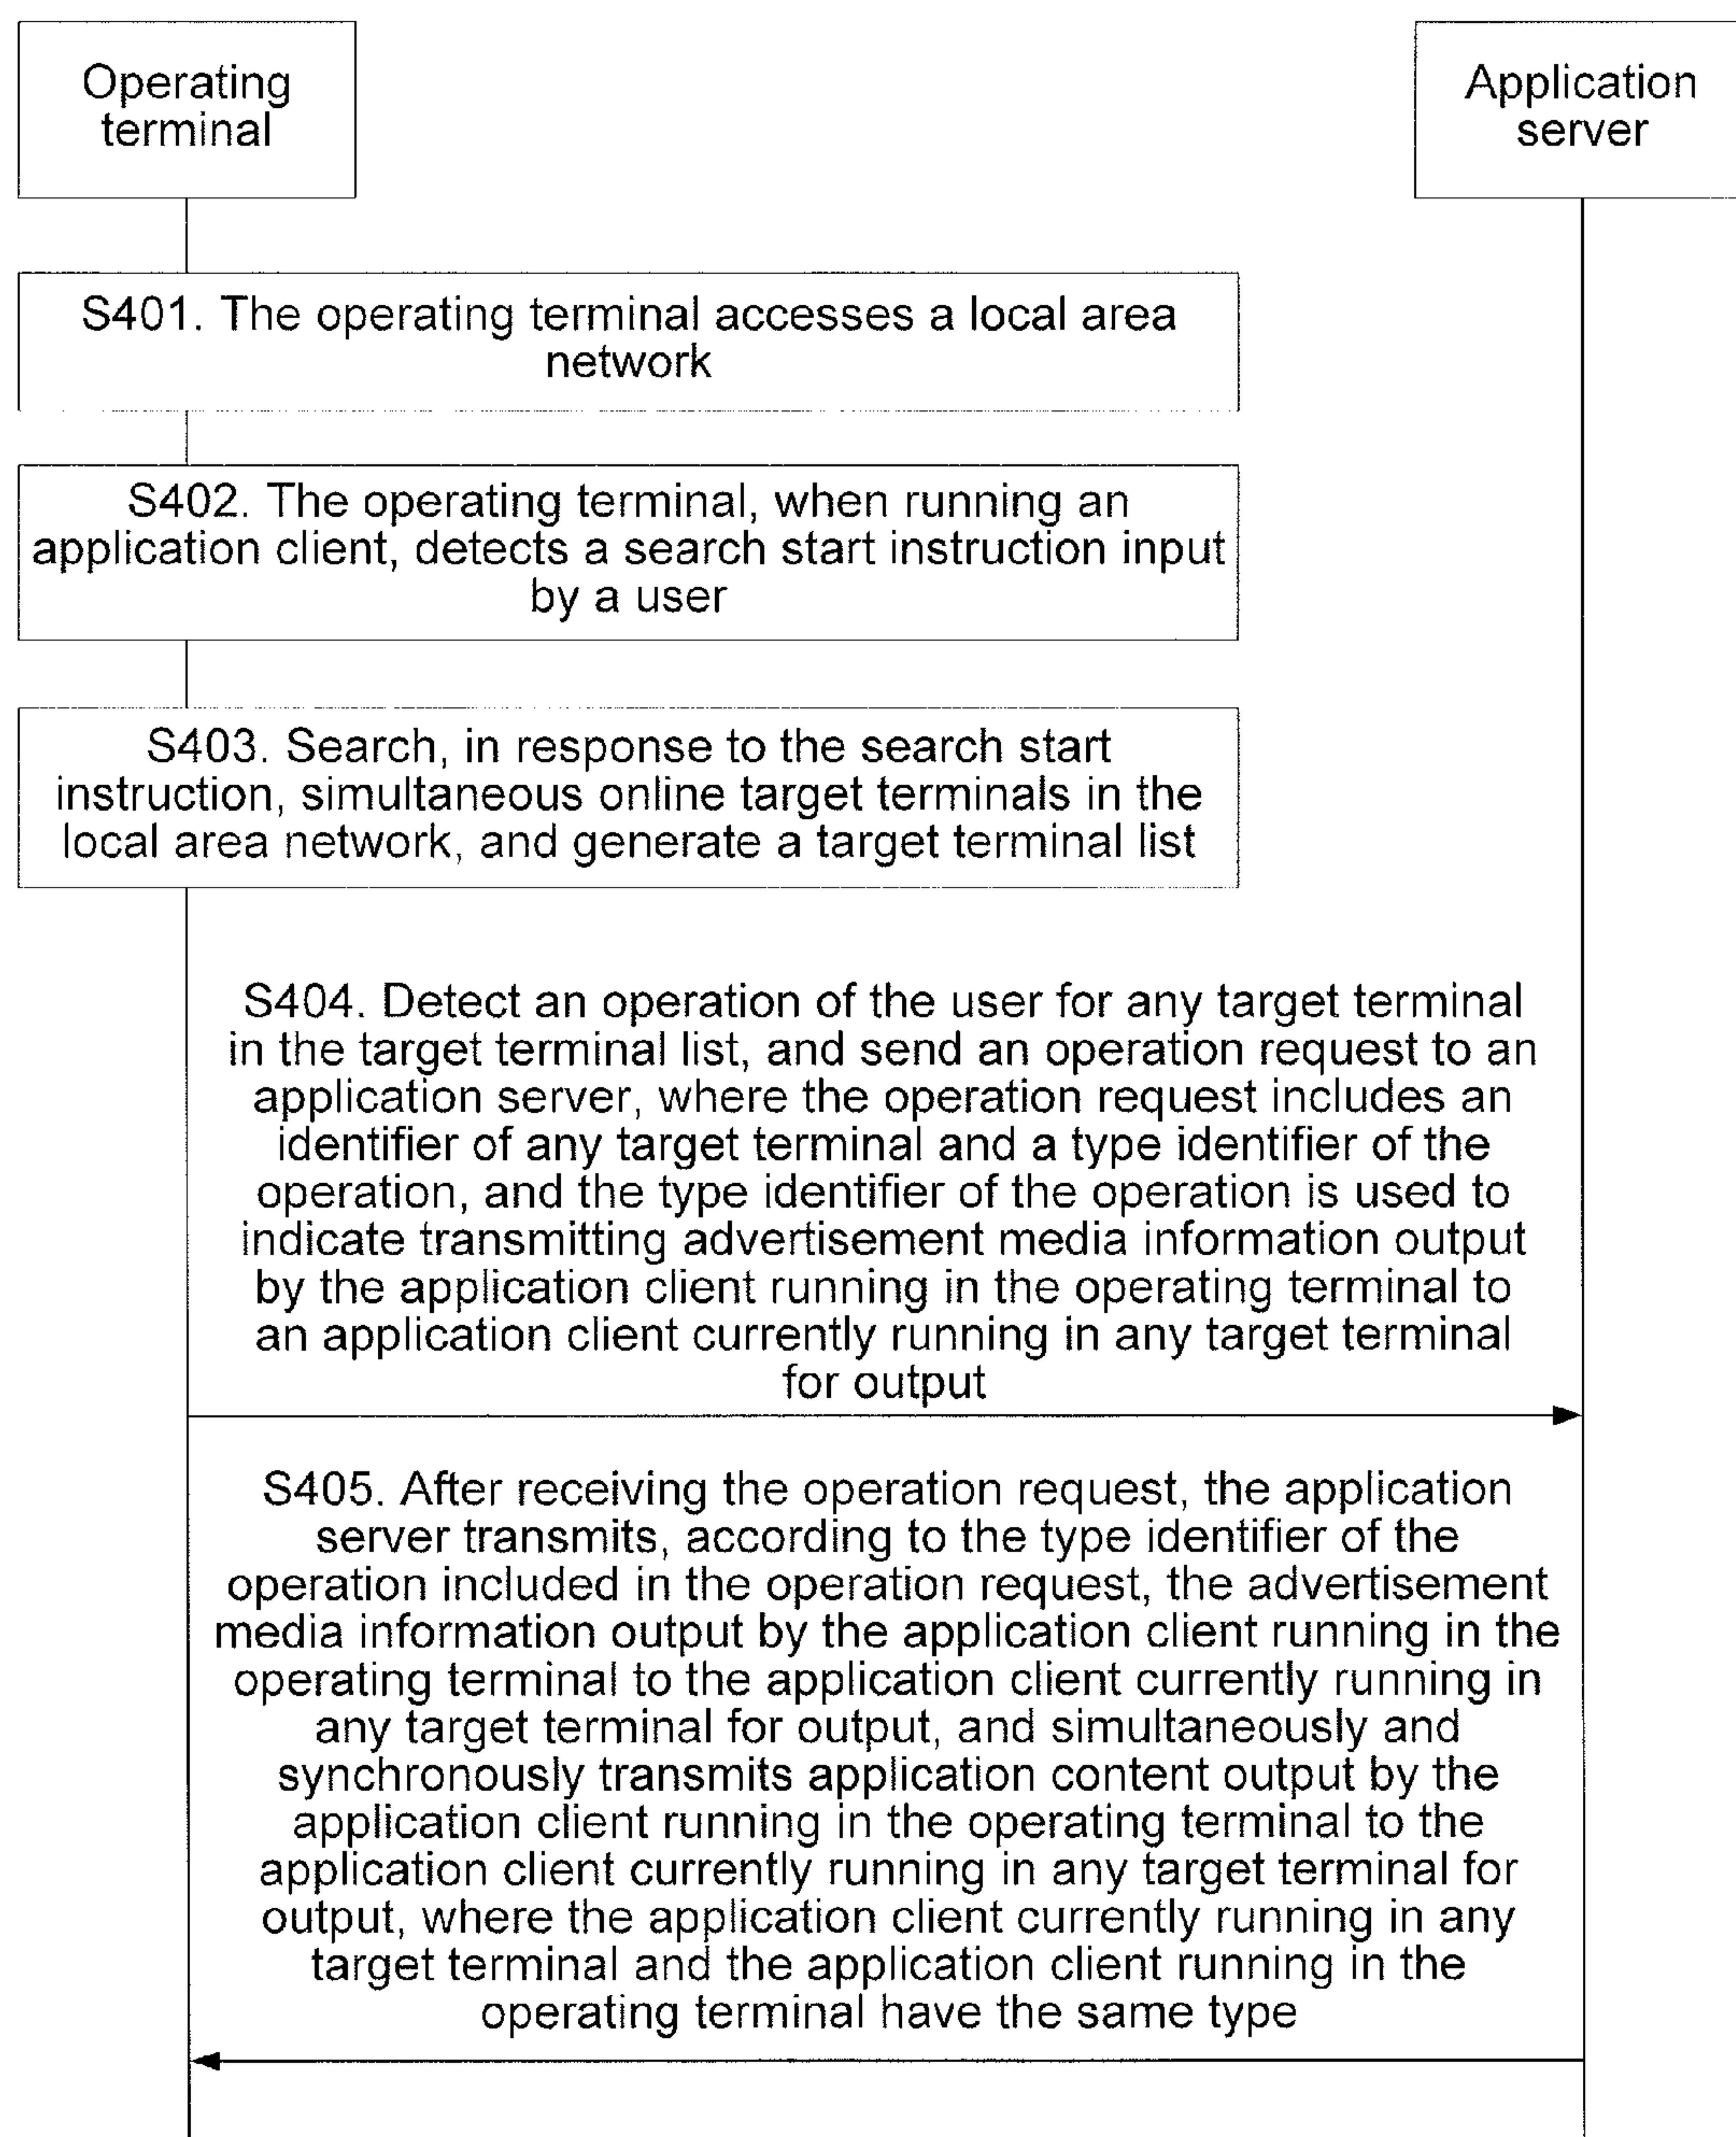 Operating
terminal
Application
server
S401. The operating terminal accesses a local area
network
S402. The operating terminal, when running an
application client, detects a search start instruction input
by a user
S403. Search, in response to the search start
instruction, simultaneous online target terminals in the
local area network, and generate a target terminal list
S404. Detect an operation of the user for any target terminal
in the target terminal list, and send an operation request to an
application server, where the operation request includes an
identifier of any target terminal and a type identifier of the
operation, and the type identifier of the operation is used to
indicate transmitting advertisement media information output
by the application client running in the operating terminal to
an application client currently running in any target terminal
for output
S405. After receiving the operation request, the application
server transmits, according to the type identifier of the
operation included in the operation request, the advertisement
media information output by the application client running in the
operating terminal to the application client currently running in
any target terminal for output, and simultaneously and
synchronously transmits application content output by the
application client running in the operating terminal to the
application client currently running in any target terminal for
output, where the application client currently running in any
target terminal and the application client running in the
operating terminal have the same type